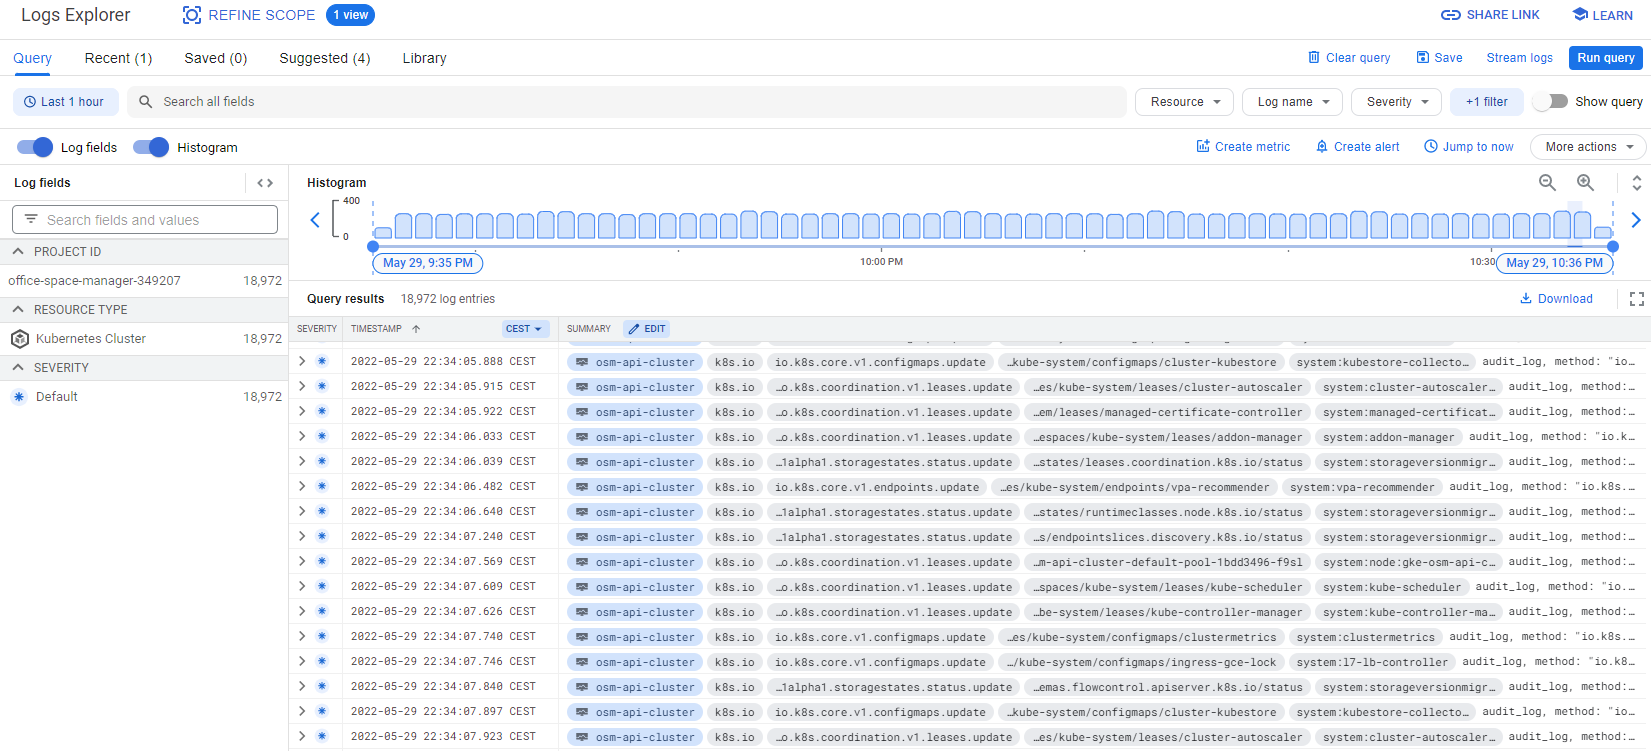 Logs Explorer REFINE SCOPE 1 view SHARE LINK LEARN
Query Recent (1) Saved (0) Suggested (4) Library Clear query Save Stream logs Run query
Last 1 hour Search all fields Resource Log name Severity +1 filter Show query
Log fields Histogram Create metric Create alert Jump to now More actions
Log fields
Search fields and values
PROJECT ID
office-space-manager-349207 18,972
RESOURCE TYPE
Kubernetes Cluster 18,972
SEVERITY
Default 18,972
Histogram
400
0
10:00 PM 10:30
May 29, 9:35 PM May 29, 10:36 PM
Query results 18,972 log entries Download
SEVERITY TIMESTAMP CEST SUMMARY EDIT
2022-05-29 22:34:05.888 CEST osm-api-cluster k8s.io io.k8s.core.v1.configmaps.update …kube-system/configmaps/cluster-kubestore system:kubestore-collecto… audit_log, method: "io…
2022-05-29 22:34:05.915 CEST osm-api-cluster k8s.io …o.k8s.coordination.v1.leases.update …es/kube-system/leases/cluster-autoscaler system:cluster-autoscaler… audit_log, method:…
2022-05-29 22:34:05.922 CEST osm-api-cluster k8s.io …o.k8s.coordination.v1.leases.update …em/leases/managed-certificate-controller system:managed-certificat… audit_log, method:…
2022-05-29 22:34:06.033 CEST osm-api-cluster k8s.io …o.k8s.coordination.v1.leases.update …espaces/kube-system/leases/addon-manager system:addon-manager audit_log, method: "io.k…
2022-05-29 22:34:06.039 CEST osm-api-cluster k8s.io …1alpha1.storagestates.status.update …states/leases.coordination.k8s.io/status system:storageversionmigr… audit_log, method:…
2022-05-29 22:34:06.482 CEST osm-api-cluster k8s.io io.k8s.core.v1.endpoints.update …es/kube-system/endpoints/vpa-recommender system:vpa-recommender audit_log, method: "io.k8s.…
2022-05-29 22:34:06.640 CEST osm-api-cluster k8s.io …1alpha1.storagestates.status.update …states/runtimeclasses.node.k8s.io/status system:storageversionmigr… audit_log, method:…
2022-05-29 22:34:07.240 CEST osm-api-cluster k8s.io …1alpha1.storagestates.status.update …s/endpointslices.discovery.k8s.io/status system:storageversionmigr… audit_log, method:…
2022-05-29 22:34:07.569 CEST osm-api-cluster k8s.io …o.k8s.coordination.v1.leases.update …m-api-cluster-default-pool-1bdd3496-f9sl system:node:gke-osm-api-c… audit_log, method:…
2022-05-29 22:34:07.609 CEST osm-api-cluster k8s.io …o.k8s.coordination.v1.leases.update …spaces/kube-system/leases/kube-scheduler system:kube-scheduler audit_log, method: "io…
2022-05-29 22:34:07.626 CEST osm-api-cluster k8s.io …o.k8s.coordination.v1.leases.update …be-system/leases/kube-controller-manager system:kube-controller-ma… audit_log, method:…
2022-05-29 22:34:07.740 CEST osm-api-cluster k8s.io io.k8s.core.v1.configmaps.update …es/kube-system/configmaps/clustermetrics system:clustermetrics audit_log, method: "io.k8s.…
2022-05-29 22:34:07.746 CEST osm-api-cluster k8s.io io.k8s.core.v1.configmaps.update …/kube-system/configmaps/ingress-gce-lock system:l7-lb-controller audit_log, method: "io.k8…
2022-05-29 22:34:07.840 CEST osm-api-cluster k8s.io …1alpha1.storagestates.status.update …emas.flowcontrol.apiserver.k8s.io/status system:storageversionmigr… audit_log, method:…
2022-05-29 22:34:07.897 CEST osm-api-cluster k8s.io io.k8s.core.v1.configmaps.update …kube-system/configmaps/cluster-kubestore system:kubestore-collecto… audit_log, method: "io…
2022-05-29 22:34:07.923 CEST osm-api-cluster k8s.io …o.k8s.coordination.v1.leases.update …es/kube-system/leases/cluster-autoscaler system:cluster-autoscaler… audit_log, method:…